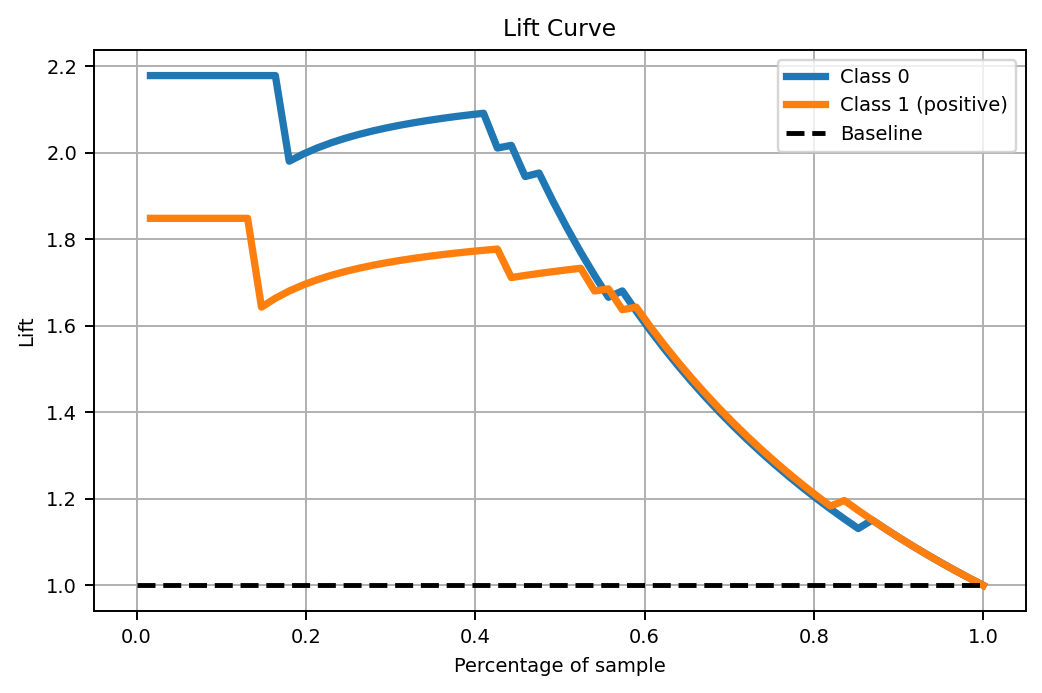 Lift Curve
Lift
2.2
2.0
1.8
1.6
1.4
1.2
1.0
Class 0
Class 1 (positive)
Baseline
0.0 0.2 0.4 0.6 0.8 1.0
Percentage of sample